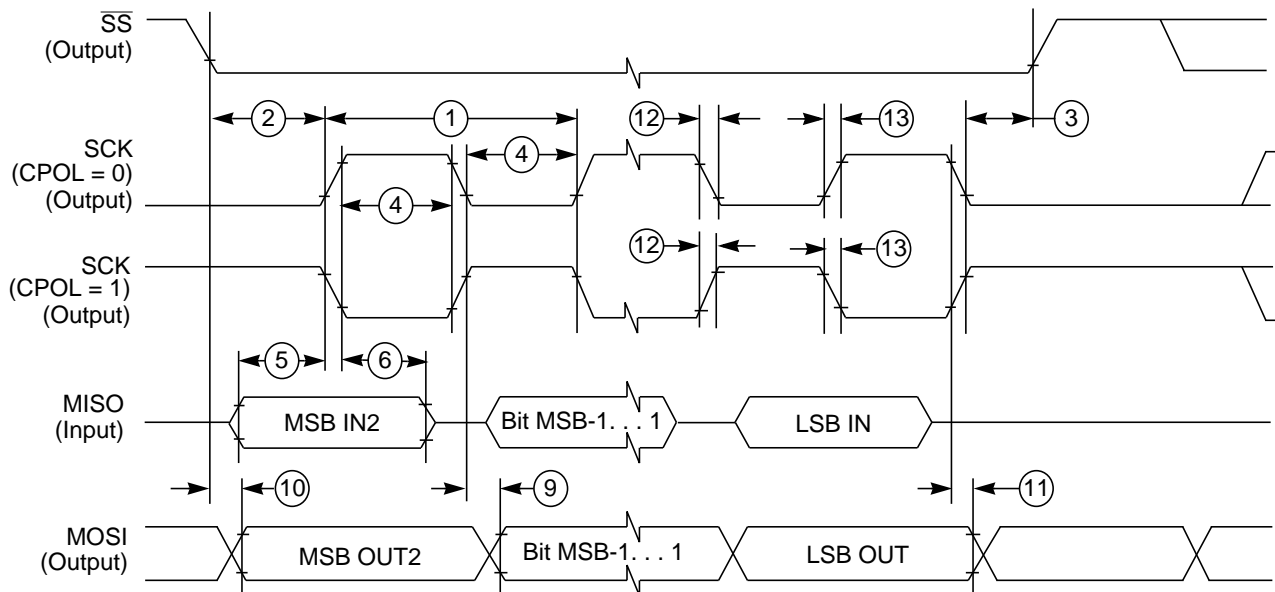 SS
(Output)
2
1
12
13
3
SCK
(CPOL = 0)
(Output)
4
4
SCK
(CPOL = 1)
(Output)
12
13
5
6
MISO
(Input)
MSB IN2
Bit MSB-1. . . 1
LSB IN
10
9
11
MOSI
(Output)
MSB OUT2
Bit MSB-1. . . 1
LSB OUT